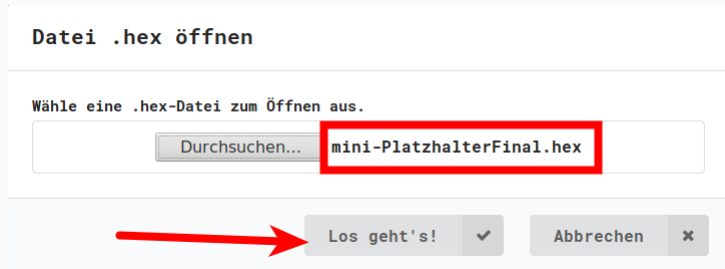 Datei .hex öffnen
Wähle eine .hex-Datei zum Öffnen aus.
Durchsuchen... mini-PlatzhalterFinal.hex
Los geht's! Abbrechen